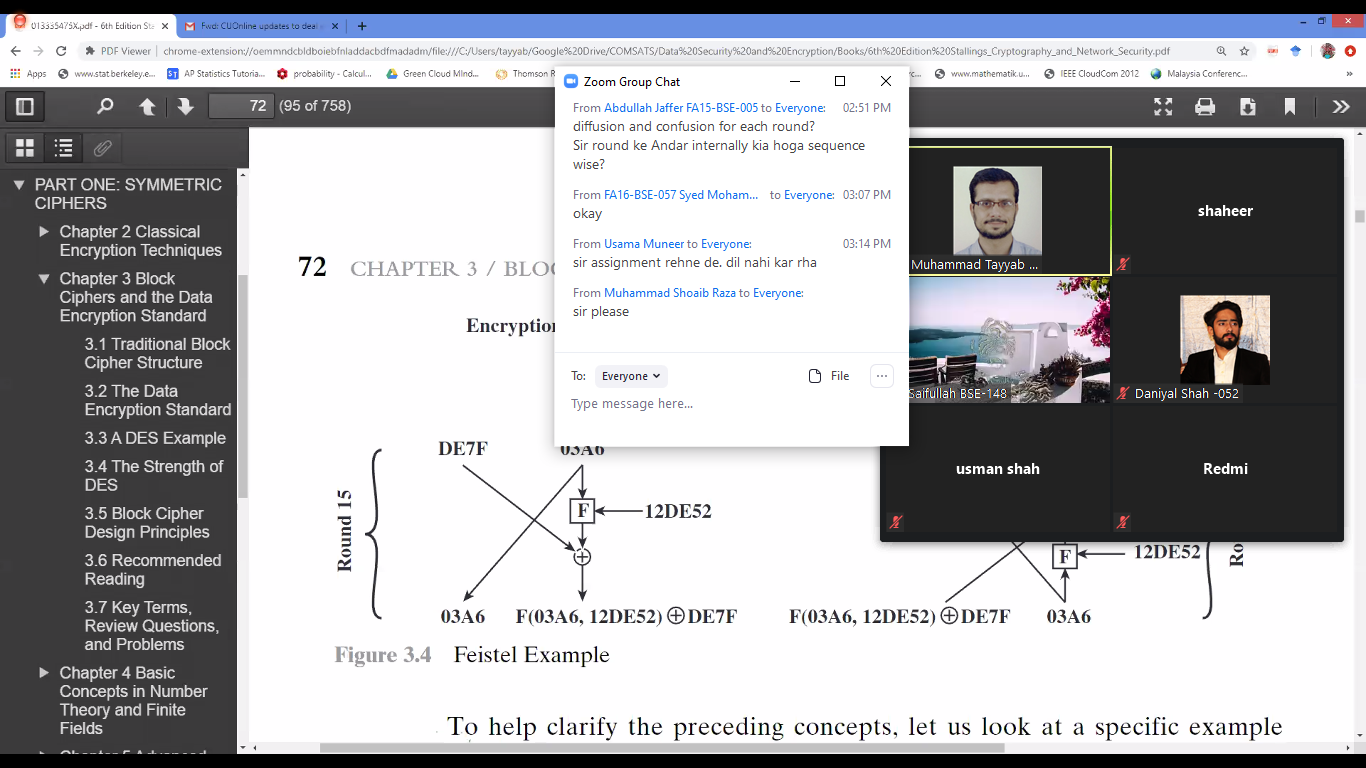 013335475X.pdf - 6th Edition Sta
Fwd: CUOnline updates to deal
PDF Viewer
chrome-extension://oemmndcbldboiebfnladdacbdfmadadm/file:///C:/Users/tayyab/Google%20Drive/COMSATS/Data%20Security%20and%20Encryption/Books/6th%20Edition%20Stallings_Cryptography_and_Network_Security.pdf
Apps
www.stat.berkeley.e...
AP Statistics Tutoria...
probability - Calcul...
Green Cloud MInd...
Thomson R
rc...
www.mathematik.u...
IEEE CloudCom 2012
Malaysia Conferenc...
72 (95 of 758)
PART ONE: SYMMETRIC
CIPHERS
Chapter 2 Classical
Encryption Techniques
Chapter 3 Block
Ciphers and the Data
Encryption Standard
3.1 Traditional Block
Cipher Structure
3.2 The Data
Encryption Standard
3.3 A DES Example
3.4 The Strength of
DES
3.5 Block Cipher
Design Principles
3.6 Recommended
Reading
3.7 Key Terms,
Review Questions,
and Problems
Chapter 4 Basic
Concepts in Number
Theory and Finite
Fields
Chapter 5 Advanced
72 CHAPTER 3 / BLOC
Encryption
Zoom Group Chat
From Abdullah Jaffer FA15-BSE-005 to Everyone: 02:51 PM
diffusion and confusion for each round?
Sir round ke Andar internally kia hoga sequence
wise?
From FA16-BSE-057 Syed Moham... to Everyone: 03:07 PM
okay
From Usama Muneer to Everyone: 03:14 PM
sir assignment rehne de. dil nahi kar rha
From Muhammad Shoaib Raza to Everyone:
sir please
To: Everyone
File
Type message here...
Muhammad Tayyab ...
shaheer
Saifullah BSE-148
Daniyal Shah -052
usman shah
Redmi
DE7F
03A6
Round 15
F
12DE52
03A6
F(03A6, 12DE52) ⊕ DE7F
F
12DE52
F(03A6, 12DE52) ⊕ DE7F
03A6
Figure 3.4 Feistel Example
To help clarify the preceding concepts, let us look at a specific example